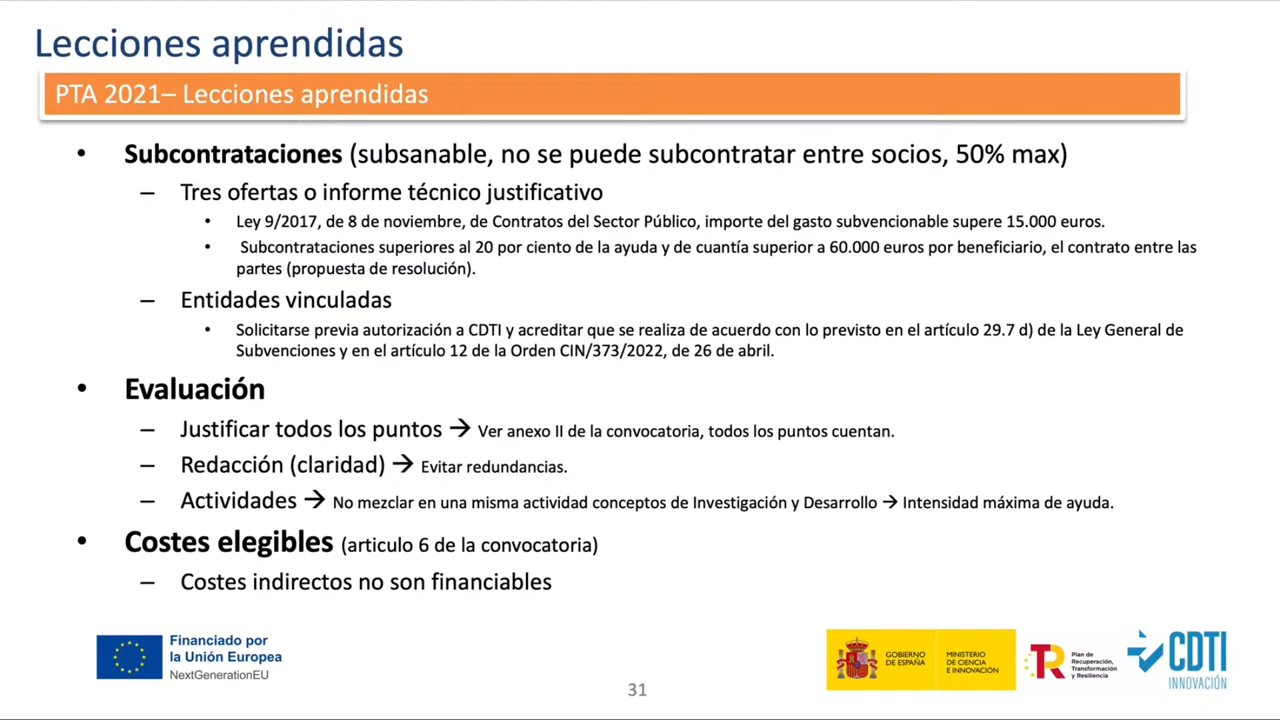 Lecciones aprendidas
PTA 2021– Lecciones aprendidas
• Subcontrataciones (subsanable, no se puede subcontratar entre socios, 50% max)
– Tres ofertas o informe técnico justificativo
• Ley 9/2017, de 8 de noviembre, de Contratos del Sector Público, importe del gasto subvencionable supere 15.000 euros.
• Subcontrataciones superiores al 20 por ciento de la ayuda y de cuantía superior a 60.000 euros por beneficiario, el contrato entre las
partes (propuesta de resolución).
– Entidades vinculadas
• Solicitarse previa autorización a CDTI y acreditar que se realiza de acuerdo con lo previsto en el artículo 29.7 d) de la Ley General de
Subvenciones y en el artículo 12 de la Orden CIN/373/2022, de 26 de abril.
• Evaluación
– Justificar todos los puntos → Ver anexo II de la convocatoria, todos los puntos cuentan.
– Redacción (claridad) → Evitar redundancias.
– Actividades → No mezclar en una misma actividad conceptos de Investigación y Desarrollo → Intensidad máxima de ayuda.
• Costes elegibles (articulo 6 de la convocatoria)
– Costes indirectos no son financiables
Financiado por
la Unión Europea
NextGenerationEU
31
GOBIERNO
DE ESPAÑA
MINISTERIO
DE CIENCIA
E INNOVACIÓN
Plan de
Recuperación,
Transformación
y Resiliencia
CDTI
INNOVACIÓN